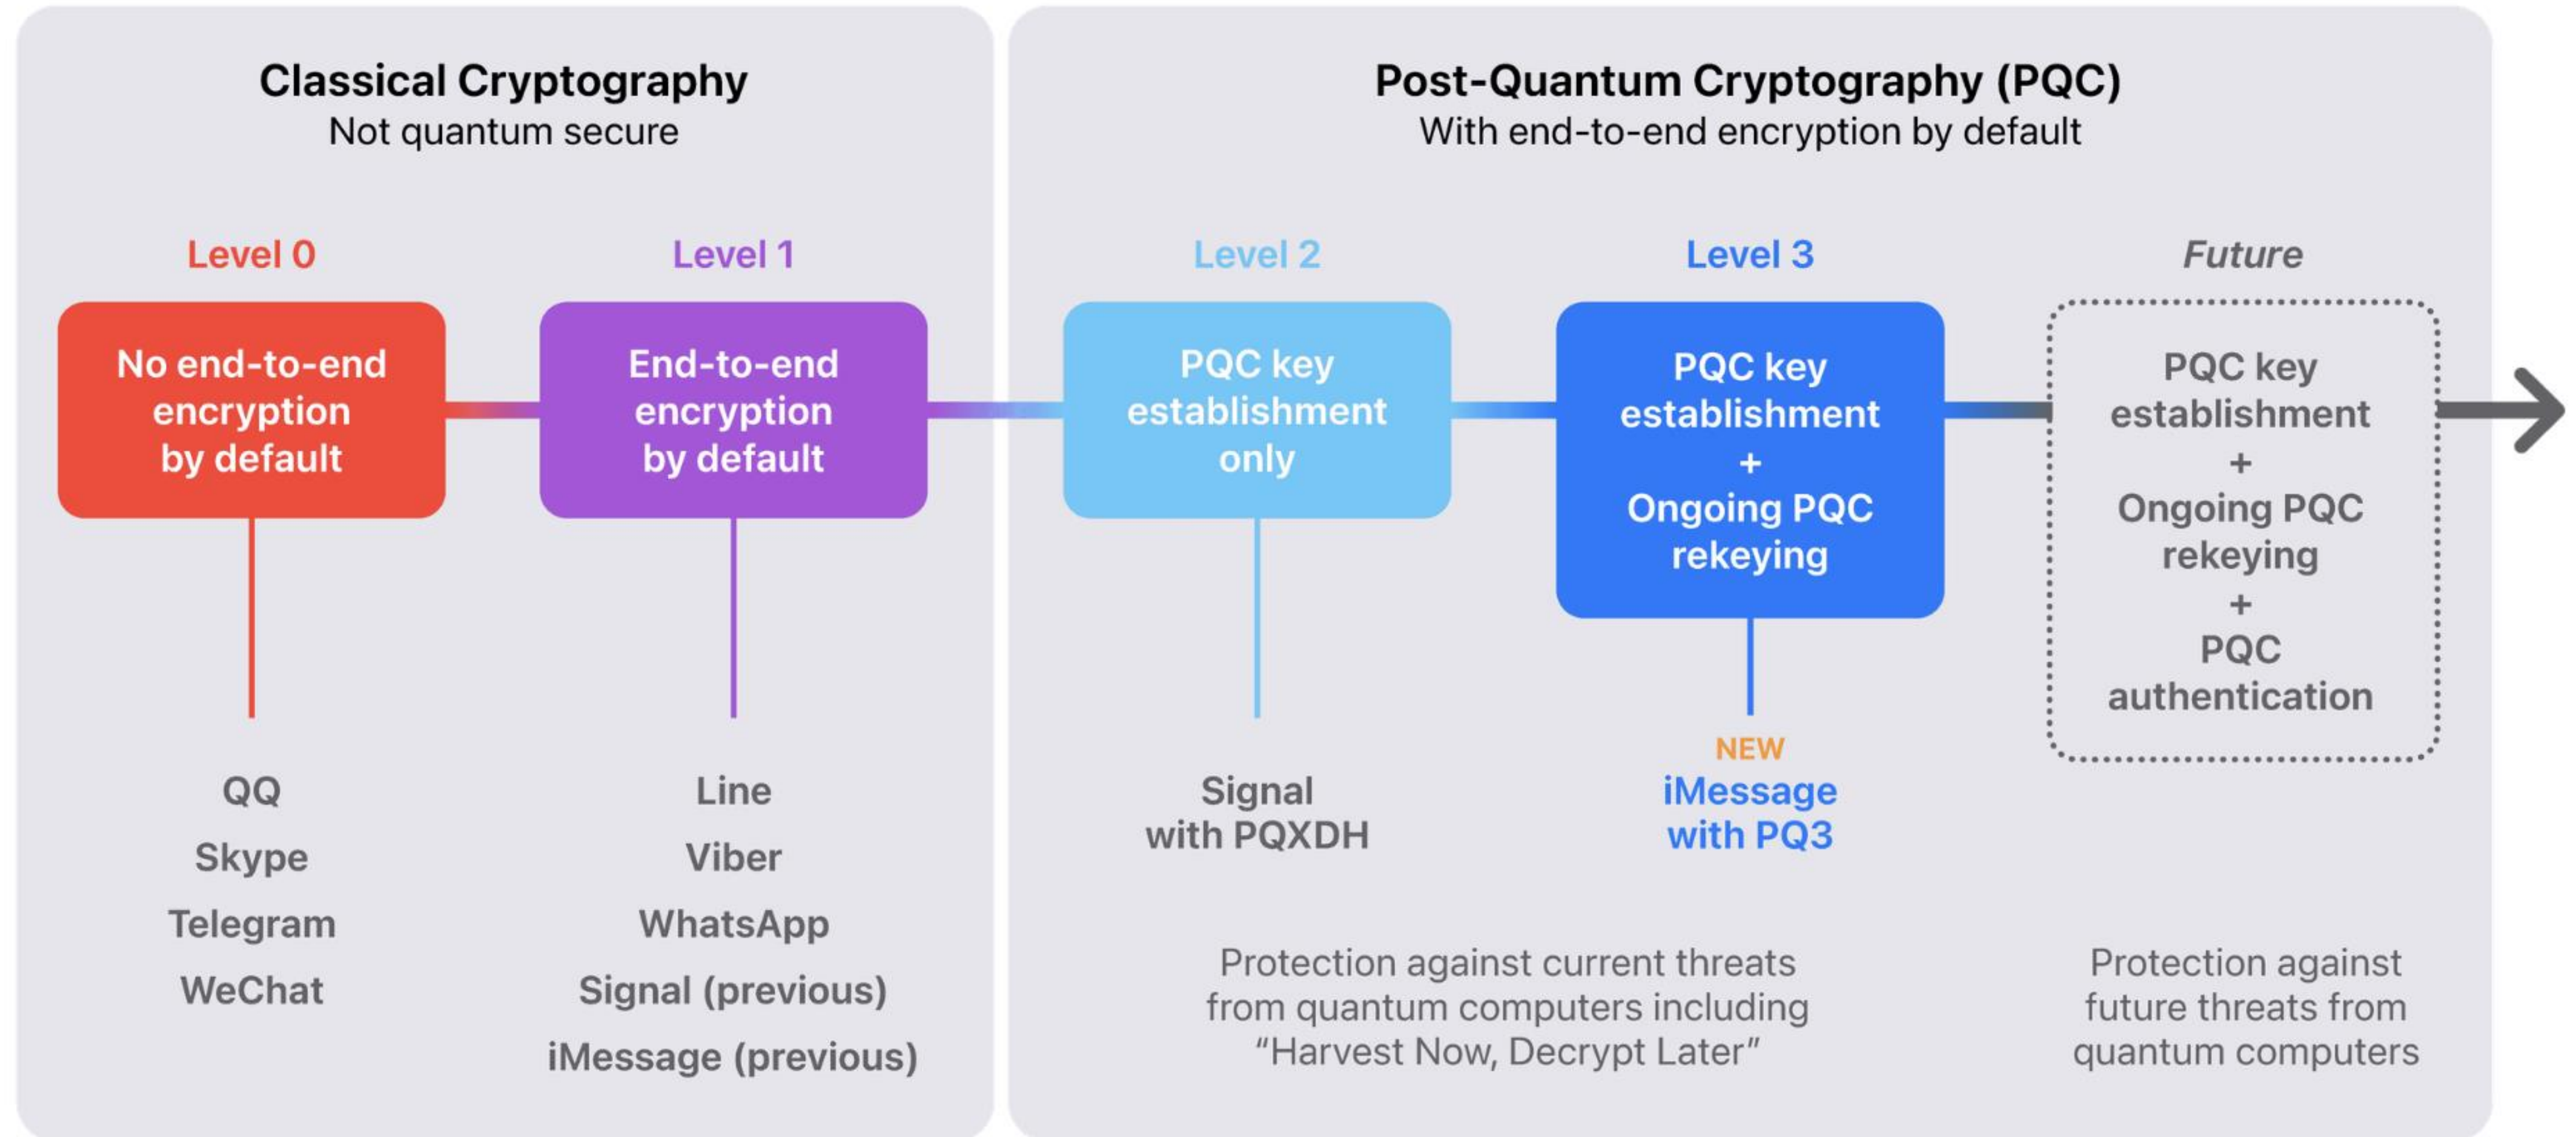 Classical Cryptography
Not quantum secure
Level 0
No end-to-end
encryption
by default
QQ
Skype
Telegram
WeChat
Level 1
End-to-end
encryption
by default
Line
Viber
WhatsApp
Signal (previous)
iMessage (previous)
Post-Quantum Cryptography (PQC)
With end-to-end encryption by default
Level 2
PQC key
establishment
only
Signal
with PQXDH
Level 3
PQC key
establishment
+
Ongoing PQC
rekeying
NEW
iMessage
with PQ3
Protection against current threats
from quantum computers including
“Harvest Now, Decrypt Later”
Future
PQC key
establishment
+
Ongoing PQC
rekeying
+
PQC
authentication
Protection against
future threats from
quantum computers